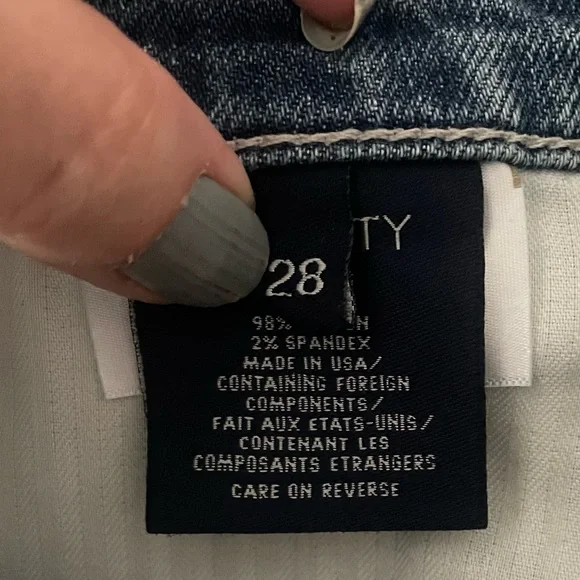 TY
28
98%
2% SPANDEX
MADE IN USA/
CONTAINING FOREIGN
COMPONENTS/
FAIT AUX ETATS-UNIS/
CONTENANT LES
COMPOSANTS ETRANGERS
CARE ON REVERSE